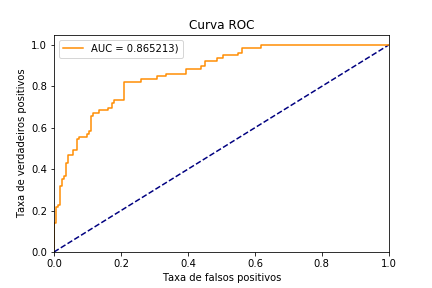 Curva ROC
AUC = 0.865213)
Taxa de verdadeiros positivos
1.0
0.8
0.6
0.4
0.2
0.0
0.0 0.2 0.4 0.6 0.8 1.0
Taxa de falsos positivos